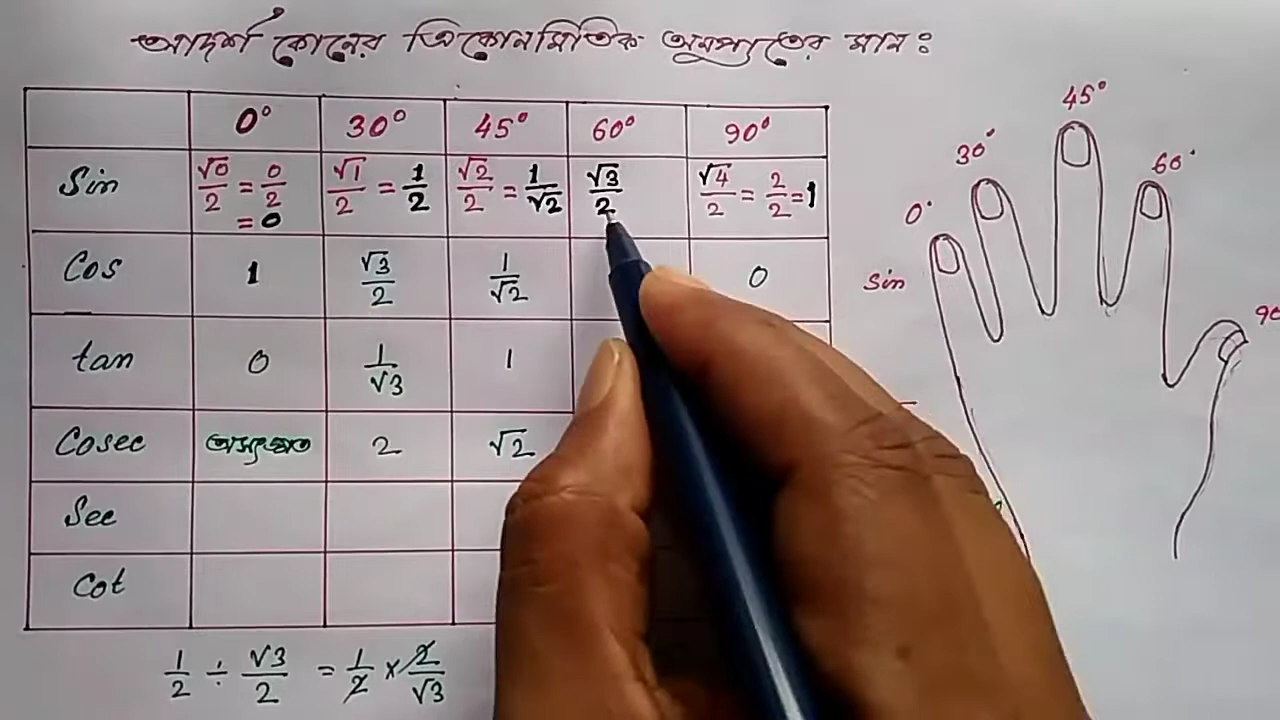 আদর্শ কোনের ত্রিকোনমিতিক অনুপাতের মান:
0° 30° 45° 60° 90°
Sin √0/2 = 0/2 = 0 √1/2 = 1/2 √2/2 = 1/√2 √3/2 √4/2 = 2/2 = 1
Cos 1 √3/2 1/√2 0
tan 0 1/√3 1
Cosec অসংজ্ঞাত 2 √2
Sec
Cot
1/2 ÷ √3/2 = 1/2 × 2/√3
45°
30° 60°
0°
Sin
90